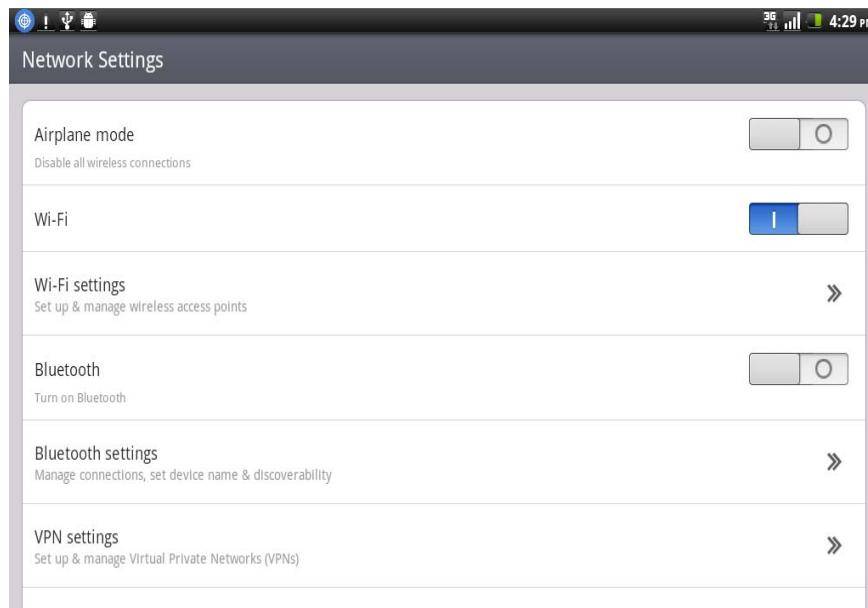 3G 4:29 PM
Network Settings
Airplane mode
Disable all wireless connections
Wi-Fi
Wi-Fi settings
Set up & manage wireless access points
Bluetooth
Turn on Bluetooth
Bluetooth settings
Manage connections, set device name & discoverability
VPN settings
Set up & manage Virtual Private Networks (VPNs)